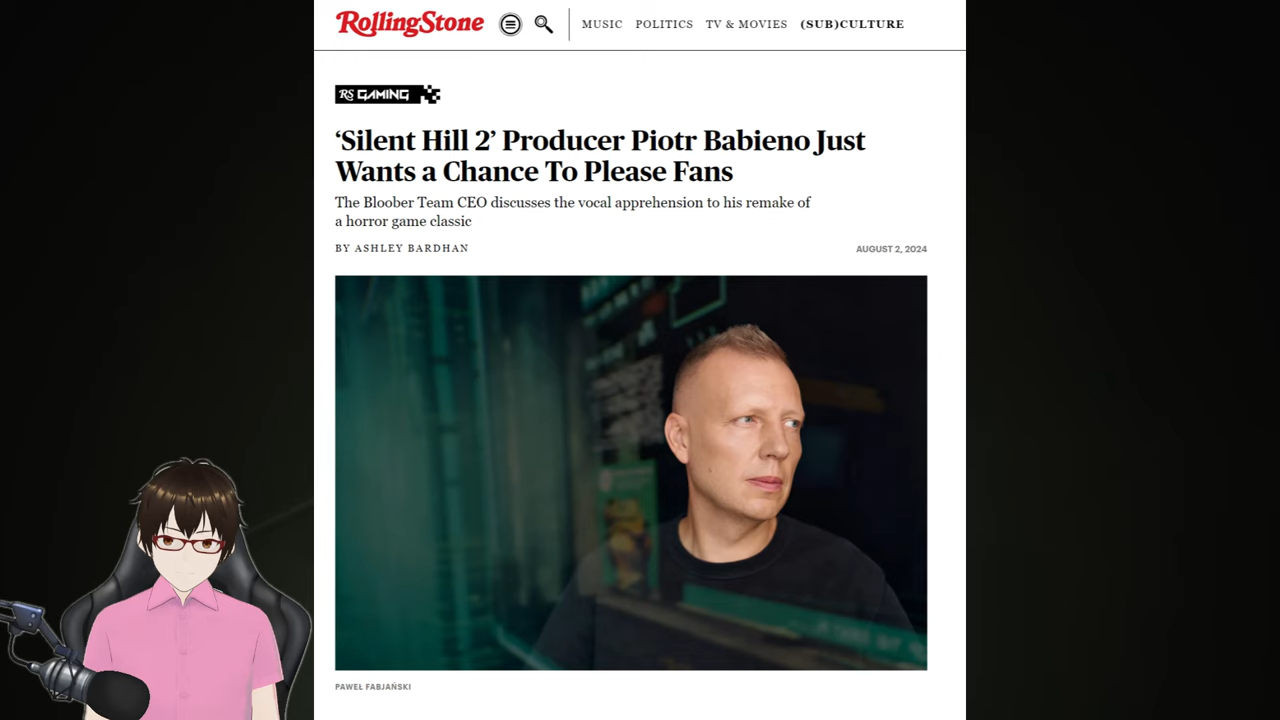 RollingStone
MUSIC POLITICS TV & MOVIES (SUB)CULTURE
RS GAMING
‘Silent Hill 2’ Producer Piotr Babieno Just
Wants a Chance To Please Fans
The Bloober Team CEO discusses the vocal apprehension to his remake of
a horror game classic
BY ASHLEY BARDHAN
AUGUST 2, 2024
PAWEŁ FABJAŃSKI